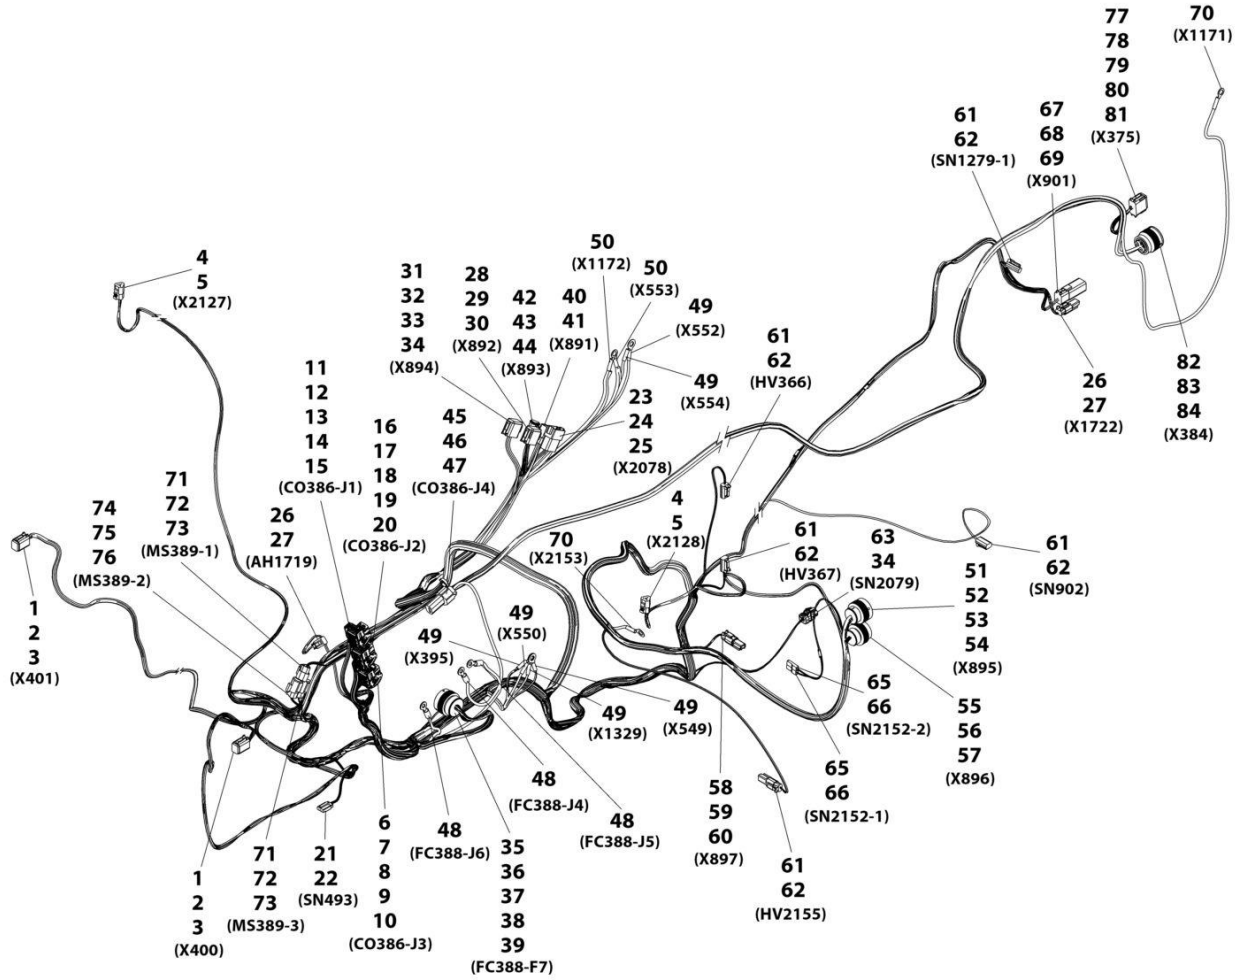 77
78
79
80
81
(X375)
70
(X1171)
61
62
(SN1279-1)
67
68
69
(X901)
4
5
(X2127)
31
32
33
34
(X894)
28
29
30
(X892)
42
43
44
(X893)
40
41
(X891)
50
(X1172)
50
(X553)
49
(X552)
49
(X554)
61
62
(HV366)
26
27
(X1722)
82
83
84
(X384)
11
12
13
14
15
(CO386-J1)
16
17
18
19
20
(CO386-J2)
45
46
47
(CO386-J4)
23
24
25
(X2078)
74
75
76
(MS389-2)
71
72
73
(MS389-1)
26
27
(AH1719)
70
(X2153)
4
5
(X2128)
61
62
(HV367)
63
34
(SN2079)
51
52
53
54
(X895)
61
62
(SN902)
1
2
3
(X401)
49
(X395)
49
(X550)
49
(X1329)
49
(X549)
65
66
(SN2152-2)
55
56
57
(X896)
1
2
3
(X400)
71
72
73
(MS389-3)
21
22
(SN493)
6
7
8
9
10
(CO386-J3)
48
(FC388-J6)
35
36
37
38
39
(FC388-F7)
48
(FC388-J4)
48
(FC388-J5)
58
59
60
(X897)
65
66
(SN2152-1)
61
62
(HV2155)